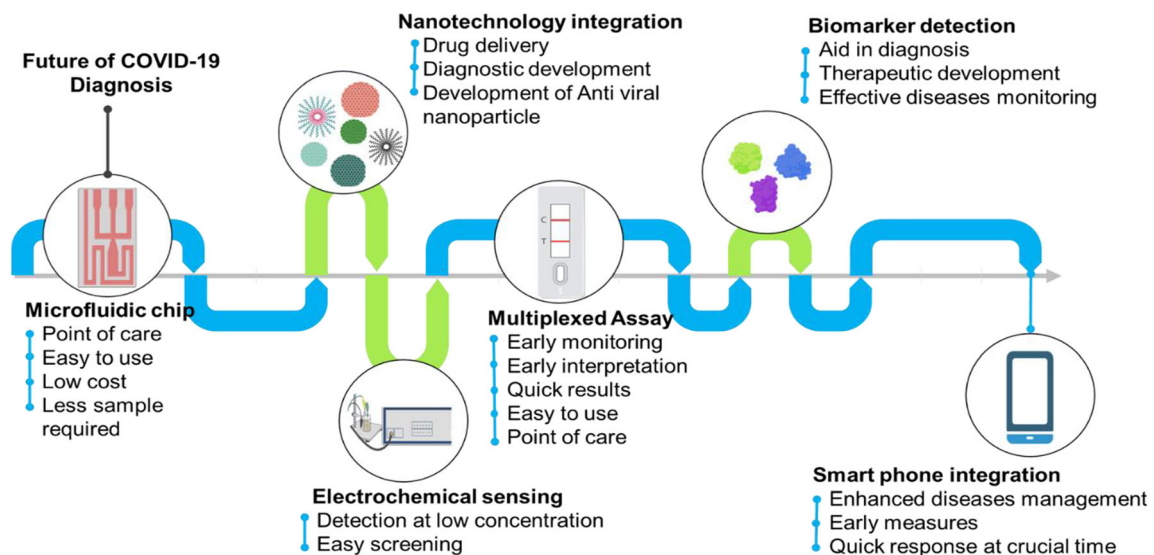 Future of COVID-19
Diagnosis
Microfluidic chip
Point of care
Easy to use
Low cost
Less sample
required
Nanotechnology integration
Drug delivery
Diagnostic development
Development of Anti viral
nanoparticle
Electrochemical sensing
Detection at low concentration
Easy screening
C
T
Multiplexed Assay
Early monitoring
Early interpretation
Quick results
Easy to use
Point of care
Biomarker detection
Aid in diagnosis
Therapeutic development
Effective diseases monitoring
Smart phone integration
Enhanced diseases management
Early measures
Quick response at crucial time